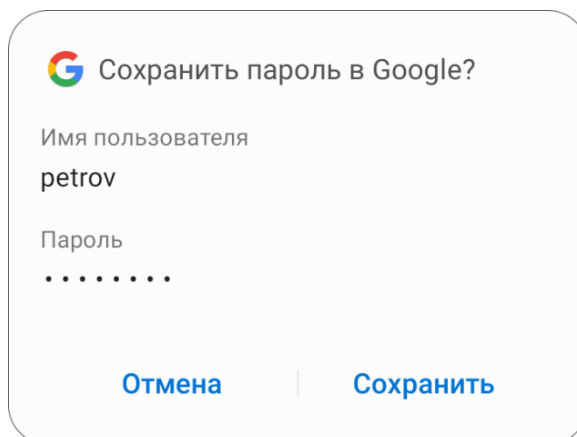 Сохранить пароль в Google?
Имя пользователя
petrov
Пароль
••••••••
Отмена
Сохранить